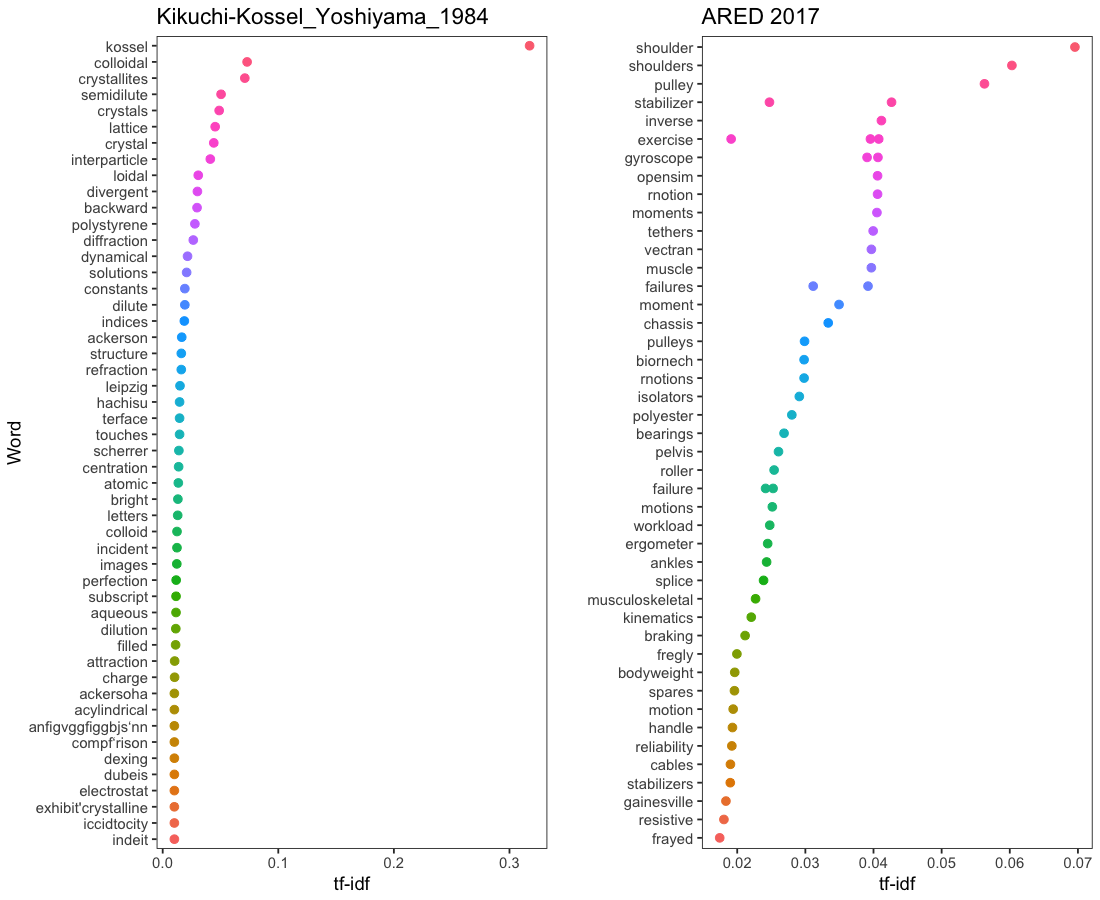 Kikuchi-Kossel_Yoshiyama_1984
Word
kossel
colloidal
crystallites
semidilute
crystals
lattice
crystal
interparticle
loidal
divergent
backward
polystyrene
diffraction
dynamical
solutions
constants
dilute
indices
ackerson
structure
refraction
leipzig
hachisu
terface
touches
scherrer
centration
atomic
bright
letters
colloid
incident
images
perfection
subscript
aqueous
dilution
filled
attraction
charge
ackersoha
acylindrical
anfigvggfiggbjs‘nn
compf‘rison
dexing
dubeis
electrostat
exhibit'crystalline
iccidtocity
indeit
0.0 0.1 0.2 0.3
tf-idf
ARED 2017
shoulder
shoulders
pulley
stabilizer
inverse
exercise
gyroscope
opensim
rnotion
moments
tethers
vectran
muscle
failures
moment
chassis
pulleys
biornech
rnotions
isolators
polyester
bearings
pelvis
roller
failure
motions
workload
ergometer
ankles
splice
musculoskeletal
kinematics
braking
fregly
bodyweight
spares
motion
handle
reliability
cables
stabilizers
gainesville
resistive
frayed
0.02 0.03 0.04 0.05 0.06 0.07
tf-idf